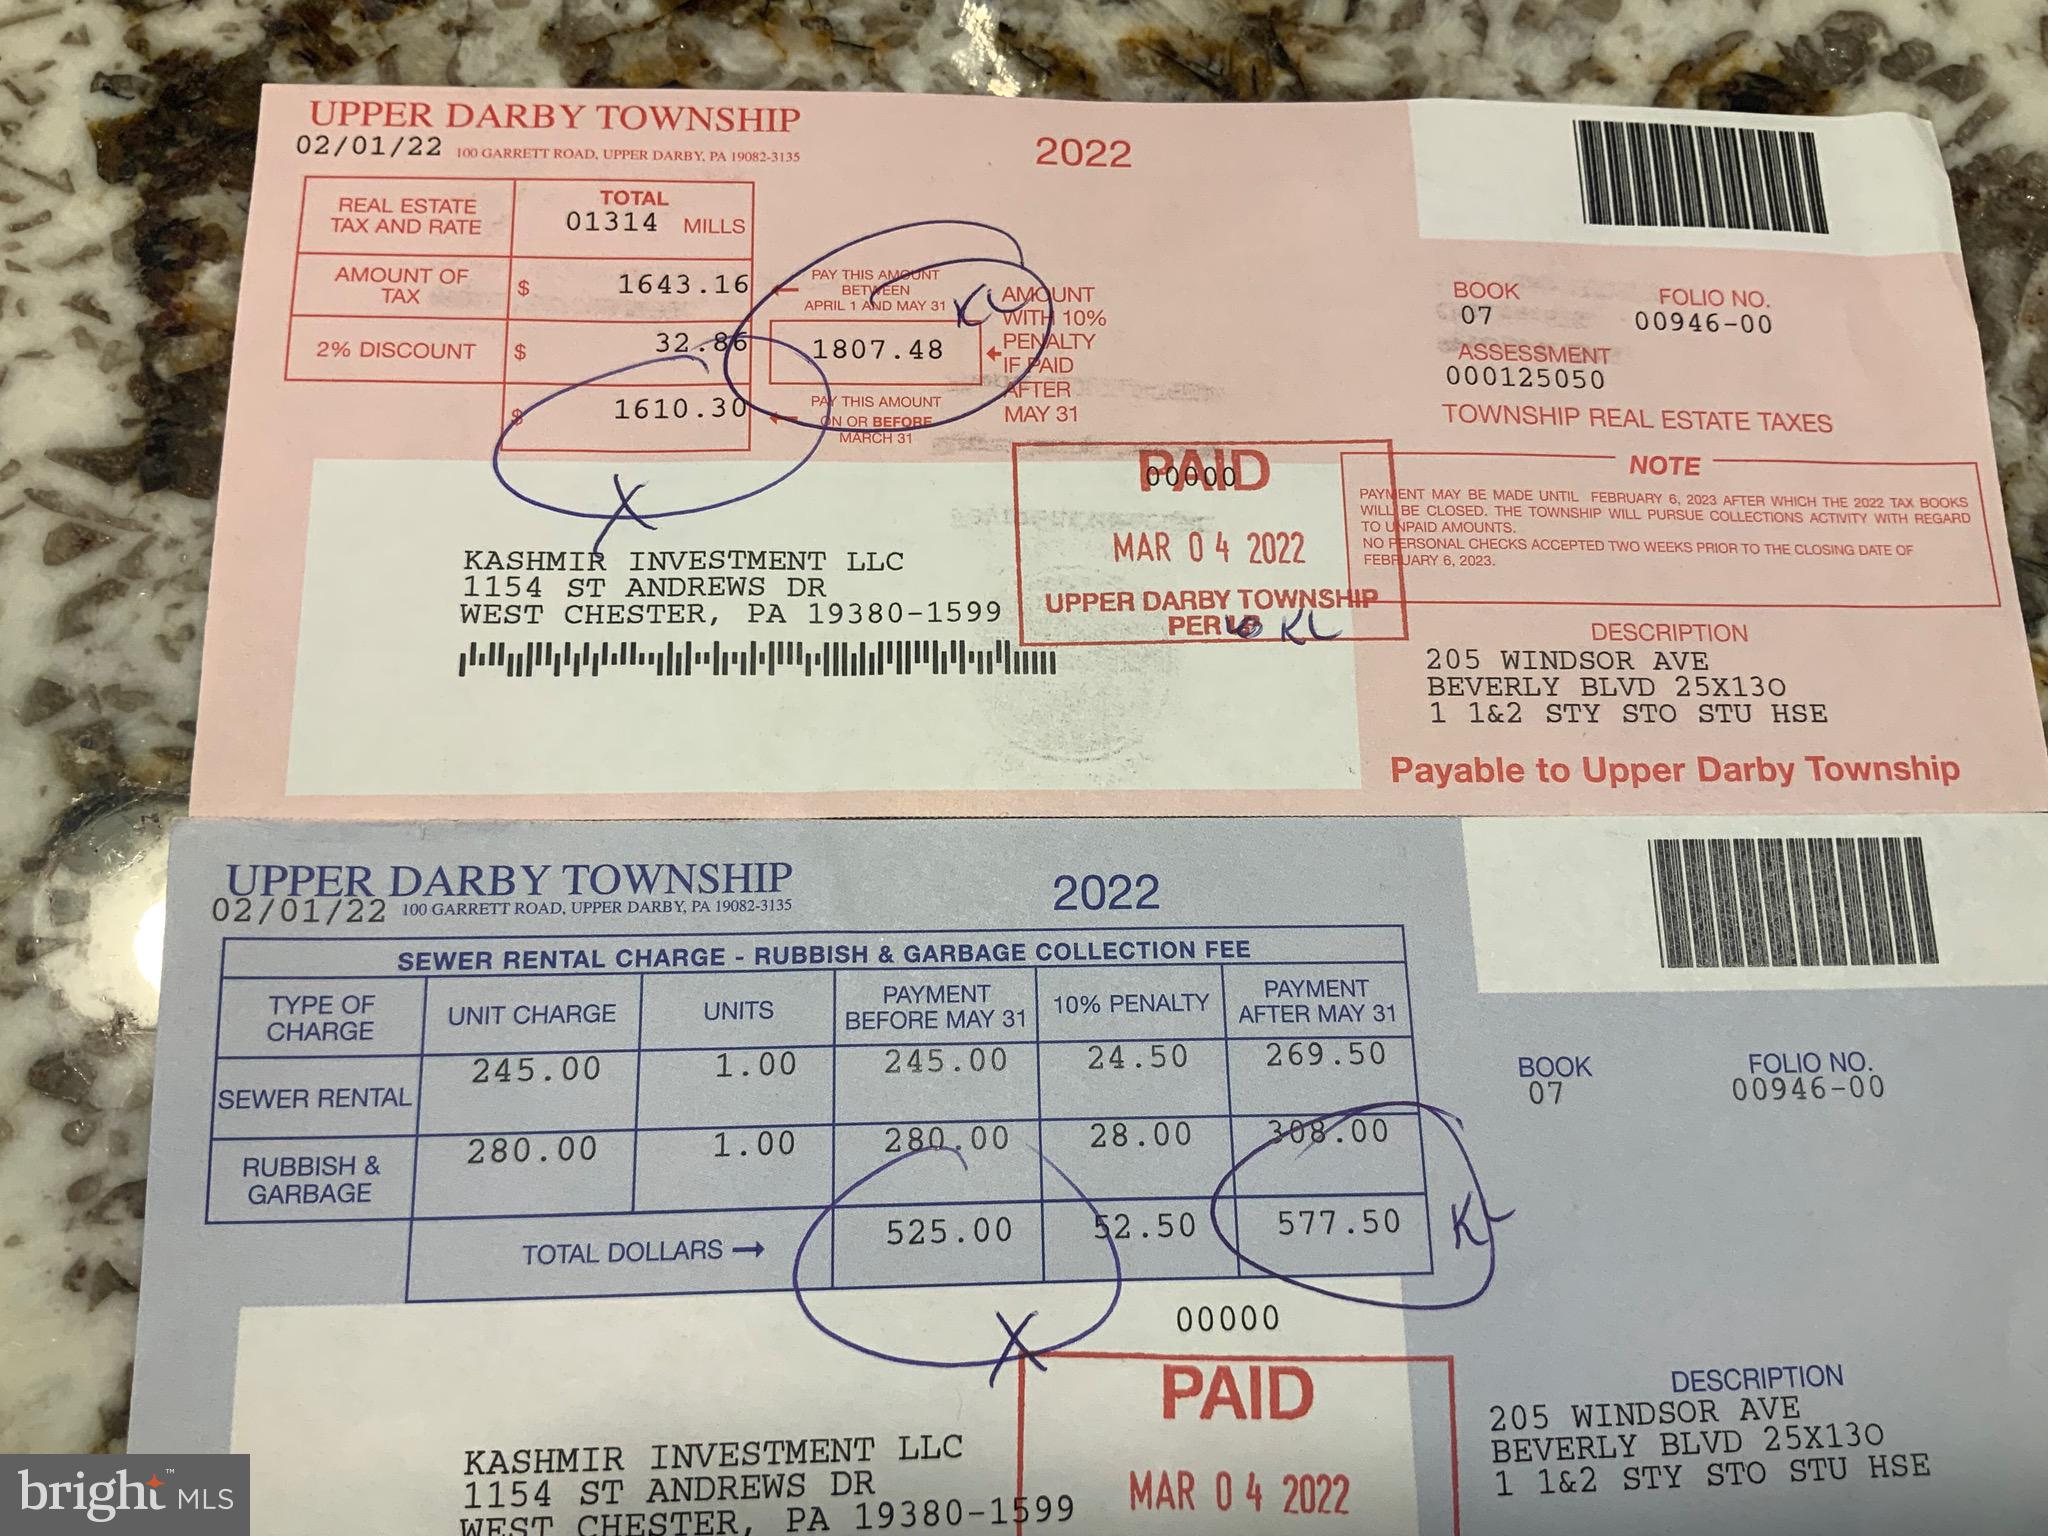 UPPER DARBY TOWNSHIP
02/01/22 100 GARRETT ROAD, UPPER DARBY, PA 19082-3135
2022
REAL ESTATE
TAX AND RATE
TOTAL
01314 MILLS
AMOUNT OF
TAX
$ 1643.16
2% DISCOUNT
$ 32.86
$ 1610.30
PAY THIS AMOUNT
BETWEEN
APRIL 1 AND MAY 31
KL
1807.48
PAY THIS AMOUNT
ON OR BEFORE
MARCH 31
AMOUNT
WITH 10%
PENALTY
IF PAID
AFTER
MAY 31
X
BOOK
07
FOLIO NO.
00946-00
ASSESSMENT
000125050
TOWNSHIP REAL ESTATE TAXES
NOTE
PAYMENT MAY BE MADE UNTIL FEBRUARY 6, 2023 AFTER WHICH THE 2022 TAX BOOKS
WILL BE CLOSED. THE TOWNSHIP WILL PURSUE COLLECTIONS ACTIVITY WITH REGARD
TO UNPAID AMOUNTS.
NO PERSONAL CHECKS ACCEPTED TWO WEEKS PRIOR TO THE CLOSING DATE OF
FEBRUARY 6, 2023.
PAID
00000
MAR 04 2022
UPPER DARBY TOWNSHIP
PER KL
KASHMIR INVESTMENT LLC
1154 ST ANDREWS DR
WEST CHESTER, PA 19380-1599
DESCRIPTION
205 WINDSOR AVE
BEVERLY BLVD 25X130
1 1&2 STY STO STU HSE
Payable to Upper Darby Township
UPPER DARBY TOWNSHIP
02/01/22 100 GARRETT ROAD, UPPER DARBY, PA 19082-3135
2022
SEWER RENTAL CHARGE - RUBBISH & GARBAGE COLLECTION FEE
TYPE OF
CHARGE
UNIT CHARGE
UNITS
PAYMENT
BEFORE MAY 31
10% PENALTY
PAYMENT
AFTER MAY 31
SEWER RENTAL
245.00 1.00 245.00 24.50 269.50
RUBBISH &
GARBAGE
280.00 1.00 280.00 28.00 308.00
TOTAL DOLLARS → 525.00 52.50 577.50
KL
X
BOOK
07
FOLIO NO.
00946-00
00000
PAID
MAR 04 2022
KASHMIR INVESTMENT LLC
1154 ST ANDREWS DR
WEST CHESTER, PA 19380-1599
DESCRIPTION
205 WINDSOR AVE
BEVERLY BLVD 25X130
1 1&2 STY STO STU HSE
bright™ MLS